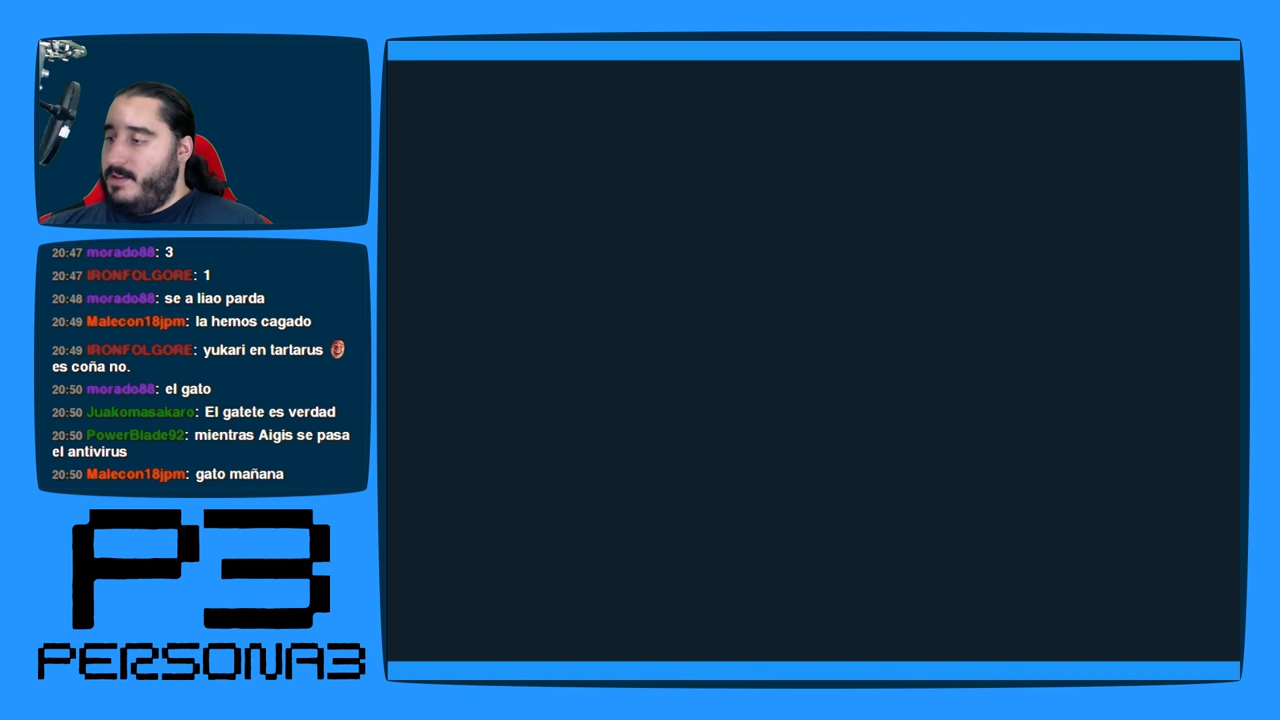 20:47 morado88: 3
20:47 IRONFOLGORE: 1
20:48 morado88: se a liao parda
20:49 Malecon18jpm: la hemos cagado
20:49 IRONFOLGORE: yukari en tartarus
es coña no.
20:50 morado88: el gato
20:50 Juakomasakaro: El gatete es verdad
20:50 PowerBlade92: mientras Aigis se pasa
el antivirus
20:50 Malecon18jpm: gato mañana
P3
PERSONA3